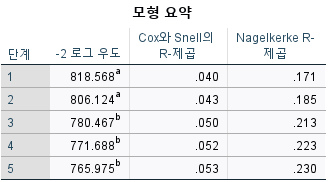 모형 요약
단계 -2 로그 우도 Cox와 Snell의 R-제곱 Nagelkerke R-제곱
1 818.568a .040 .171
2 806.124a .043 .185
3 780.467b .050 .213
4 771.688b .052 .223
5 765.975b .053 .230